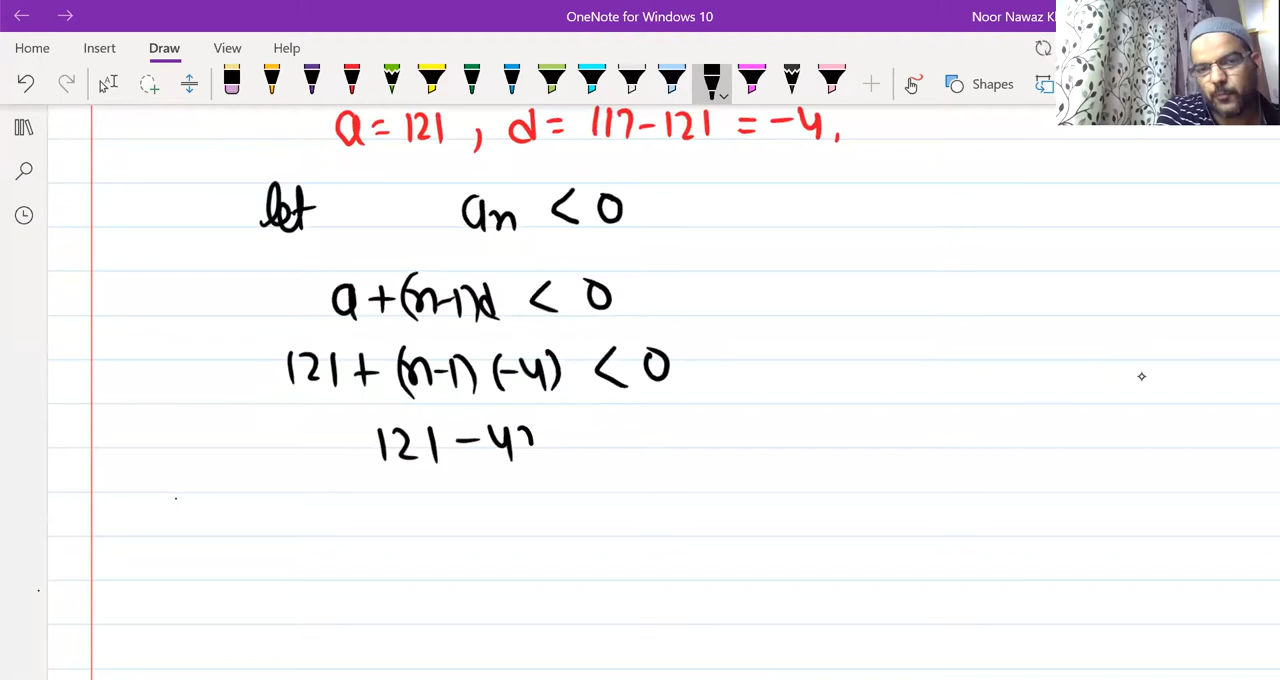 OneNote for Windows 10
Noor Nawaz
Home Insert Draw View Help
Shapes
a = 121 , d = 117 - 121 = -4.
let an < 0
a + (n-1)d < 0
121 + (n-1) (-4) < 0
121 - 4